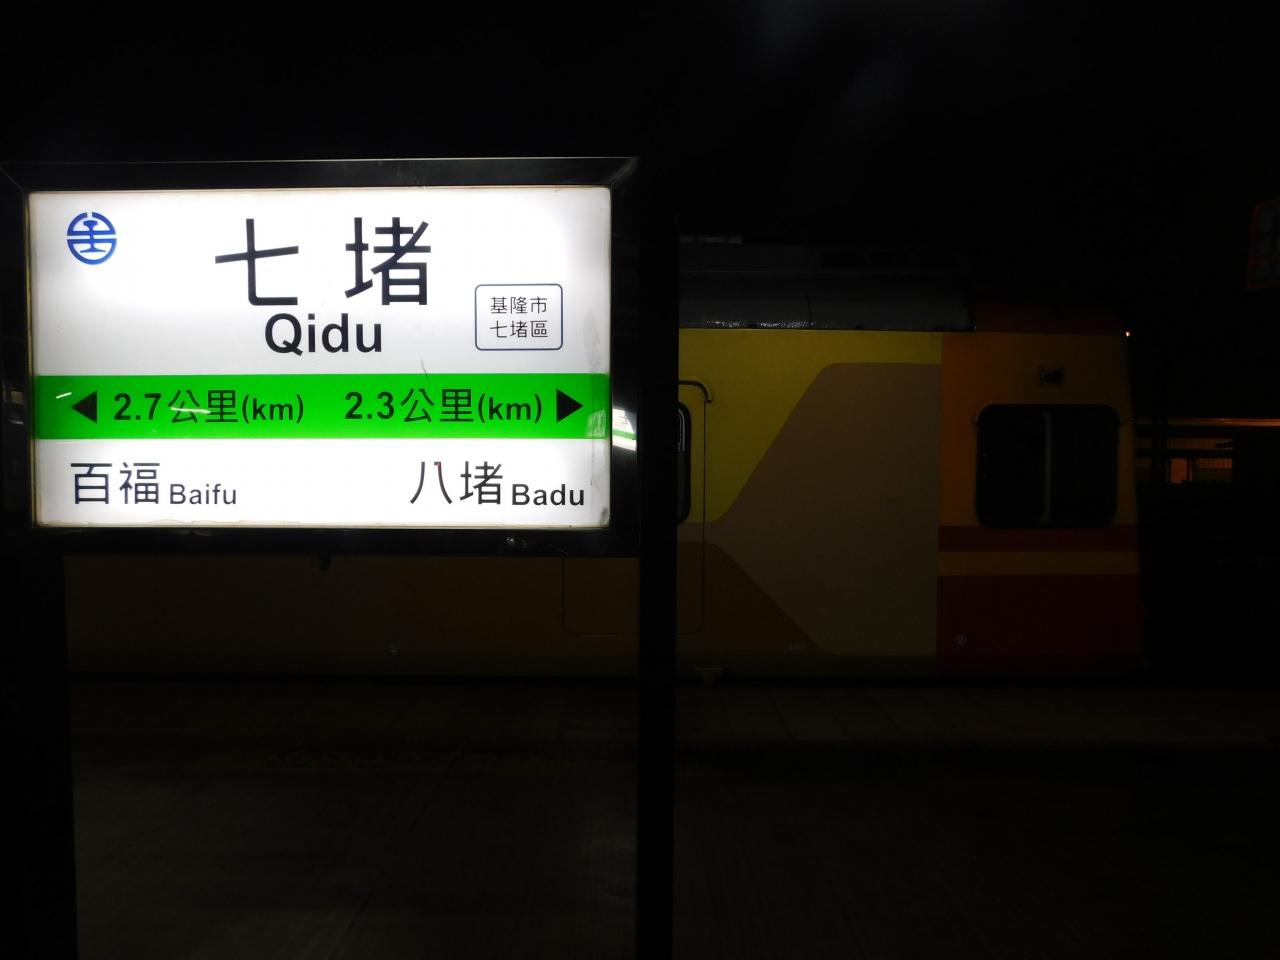 七堵
Qidu
基隆市
七堵區
◀ 2.7公里(km) 2.3公里(km) ▶
百福 Baifu 八堵 Badu